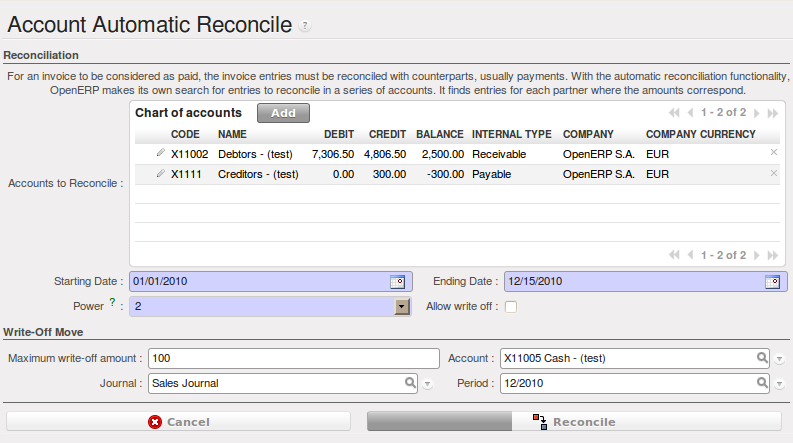 Account Automatic Reconcile ?
Reconciliation
For an invoice to be considered as paid, the invoice entries must be reconciled with counterparts, usually payments. With the automatic reconciliation functionality,
OpenERP makes its own search for entries to reconcile in a series of accounts. It finds entries for each partner where the amounts correspond.
Chart of accounts Add 1 - 2 of 2
CODE NAME DEBIT CREDIT BALANCE INTERNAL TYPE COMPANY COMPANY CURRENCY
X11002 Debtors - (test) 7,306.50 4,806.50 2,500.00 Receivable OpenERP S.A. EUR
X1111 Creditors - (test) 0.00 300.00 -300.00 Payable OpenERP S.A. EUR
Accounts to Reconcile :
1 - 2 of 2
Starting Date : 01/01/2010 Ending Date : 12/15/2010
Power ? : 2 Allow write off :
Write-Off Move
Maximum write-off amount : 100 Account : X11005 Cash - (test)
Journal : Sales Journal Period : 12/2010
Cancel Reconcile